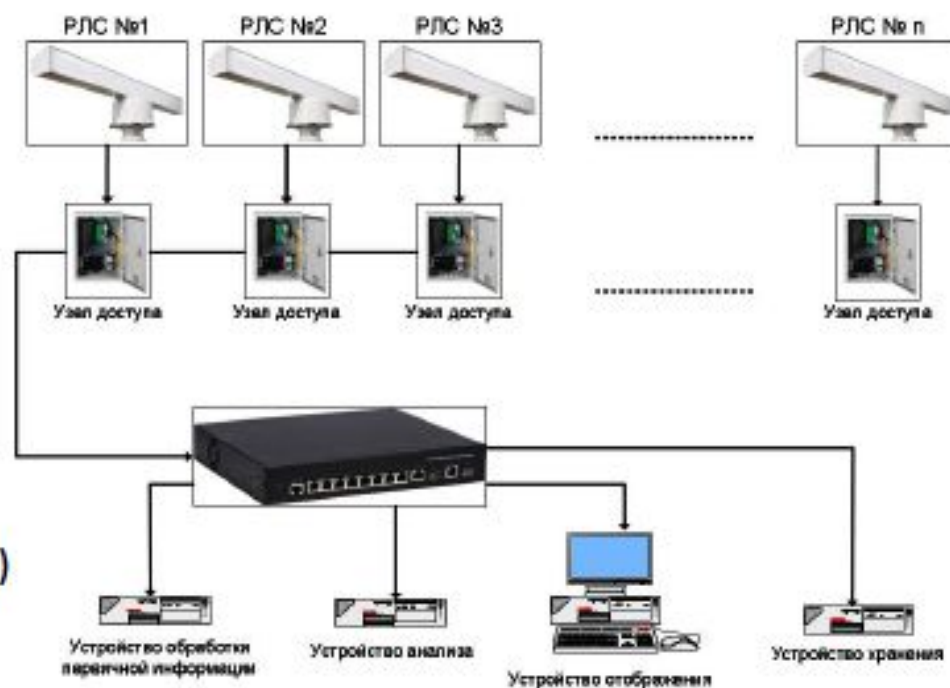 РЛС №1
РЛС №2
РЛС №3
РЛС № n
Узел доступа
Узел доступа
Узел доступа
Узел доступа
)
Устройство обработки
первичной информации
Устройство анализа
Устройство отображения
Устройство хранения